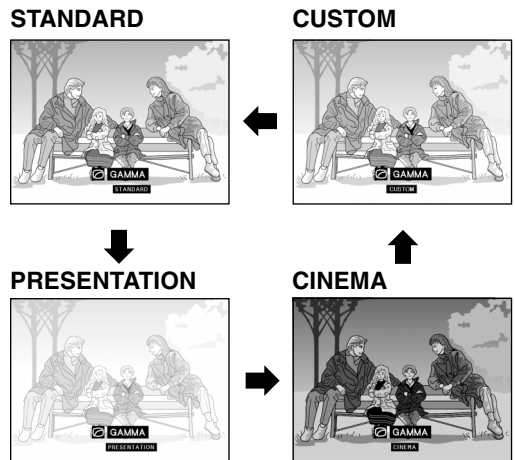 STANDARD
CUSTOM
GAMMA
STANDARD
GAMMA
CUSTOM
PRESENTATION
CINEMA
GAMMA
PRESENTATION
GAMMA
CINEMA